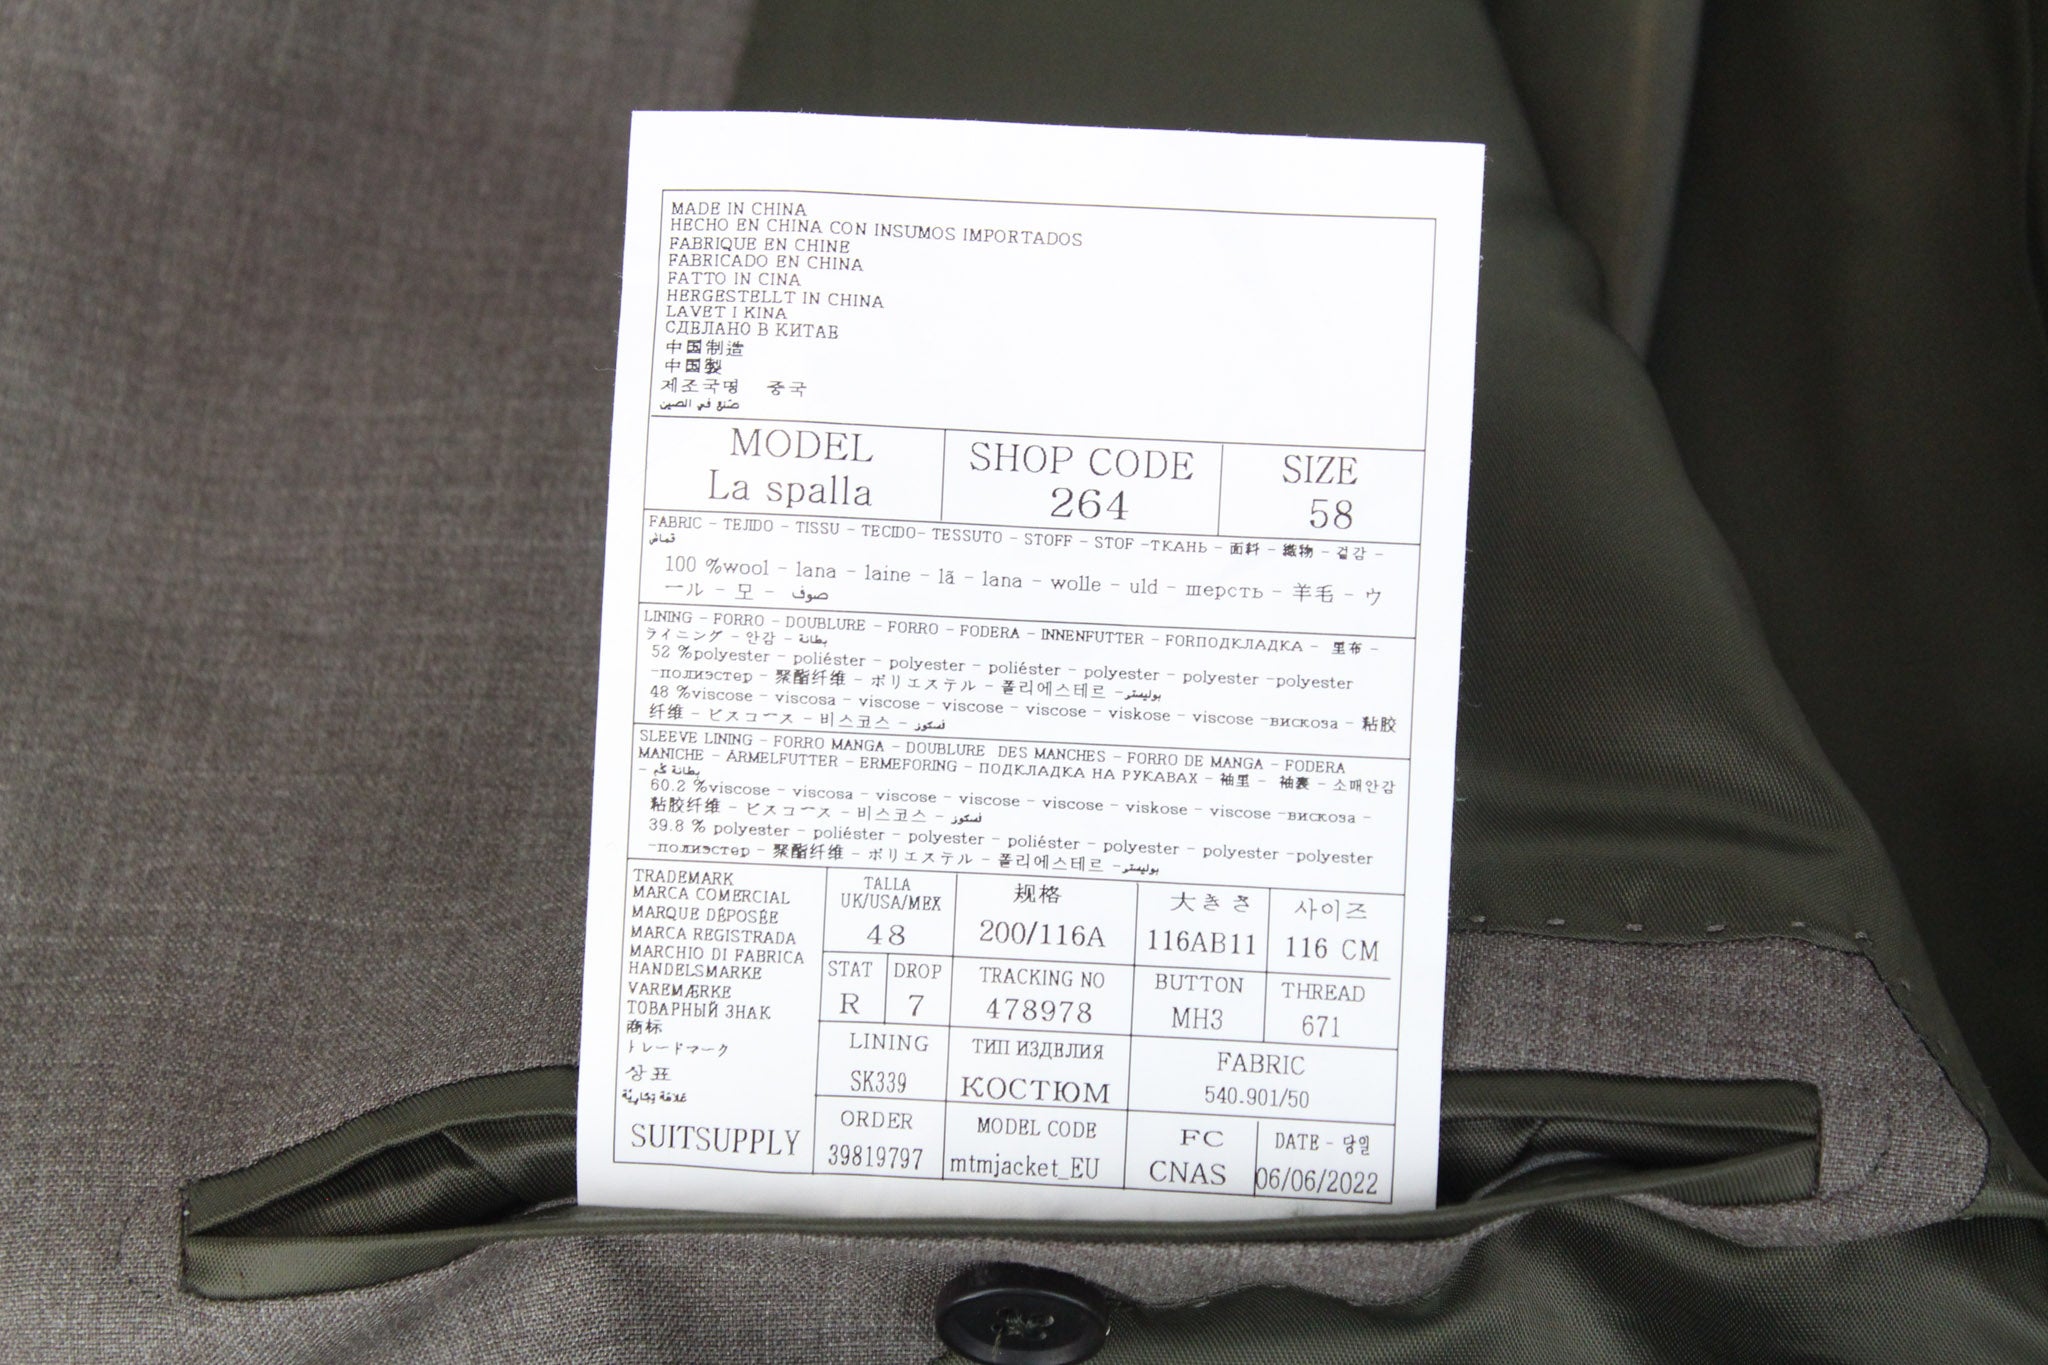 MADE IN CHINA
HECHO EN CHINA CON INSUMOS IMPORTADOS
FABRIQUE EN CHINE
FABRICADO EN CHINA
FATTO IN CINA
HERGESTELLT IN CHINA
LAVET I KINA
СДЕЛАНО В КИТАЕ
中国制造
中国製
제조국명 중국
صنع في الصين
MODEL
La spalla
SHOP CODE
264
SIZE
58
FABRIC - TEJIDO - TISSU - TECIDO- TESSUTO - STOFF - STOF -ТКАНЬ - 面料 - 織物 - 겉감 -
قماش
100 %wool - lana - laine - lã - lana - wolle - uld - шерсть - 羊毛 - ウ
ール - 모 - صوف
LINING - FORRO - DOUBLURE - FORRO - FODERA - INNENFUTTER - FORПОДКЛАДКА - 里布 -
ライニング - 안감 - بطانة
52 %polyester - poliéster - polyester - poliéster - polyester - polyester -polyester
-полиэстер - 聚酯纤维 - ポリエステル - 폴리에스테르 -بوليستر
48 %viscose - viscosa - viscose - viscose - viscose - viskose - viscose -вискоза - 粘胶
纤维 - ビスコース - 비스코스 - فسكوز
SLEEVE LINING - FORRO MANGA - DOUBLURE DES MANCHES - FORRO DE MANGA - FODERA
MANICHE - ÄRMELFUTTER - ERMEFORING - ПОДКЛАДКА НА РУКАВАХ - 袖里 - 袖裏 - 소매안감
- بطانة كم
60.2 %viscose - viscosa - viscose - viscose - viscose - viskose - viscose -вискоза -
粘胶纤维 - ビスコース - 비스코스 - فسكوز
39.8 % polyester - poliéster - polyester - poliéster - polyester - polyester -polyester
-полиэстер - 聚酯纤维 - ポリエステル - 폴리에스테르 -بوليستر
TRADEMARK
MARCA COMERCIAL
MARQUE DÉPOSÉE
MARCA REGISTRADA
MARCHIO DI FABRICA
HANDELSMARKE
VAREMÆRKE
ТОВАРНЫЙ ЗНАК
商标
トレードマーク
상표
علامة تجارية
SUITSUPPLY
TALLA
UK/USA/MEX
48
规格
200/116A
大きさ
116AB11
사이즈
116 CM
STAT
R
DROP
7
TRACKING NO
478978
BUTTON
MH3
THREAD
671
LINING
SK339
ТИП ИЗДЕЛИЯ
КОСТЮМ
FABRIC
540.901/50
ORDER
39819797
MODEL CODE
mtmjacket_EU
FC
CNAS
DATE - 당일
06/06/2022